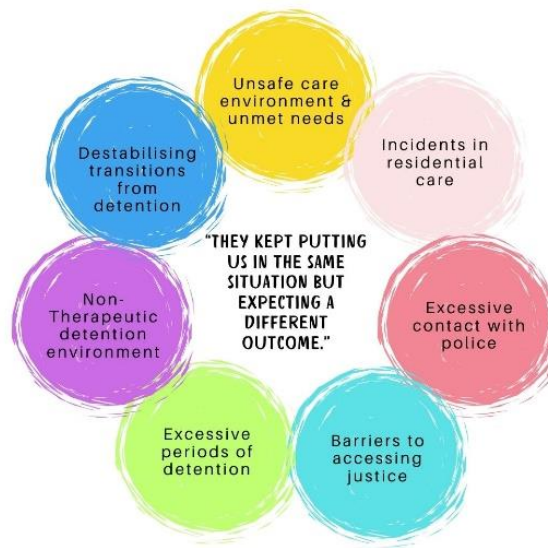 Unsafe care
environment &
unmet needs
Incidents in
residential
care
Excessive
contact with
police
Barriers to
accessing
justice
Excessive
periods of
detention
Non-
Therapeutic
detention
environment
Destabilising
transitions
from
detention
"THEY KEPT PUTTING
US IN THE SAME
SITUATION BUT
EXPECTING A
DIFFERENT
OUTCOME."